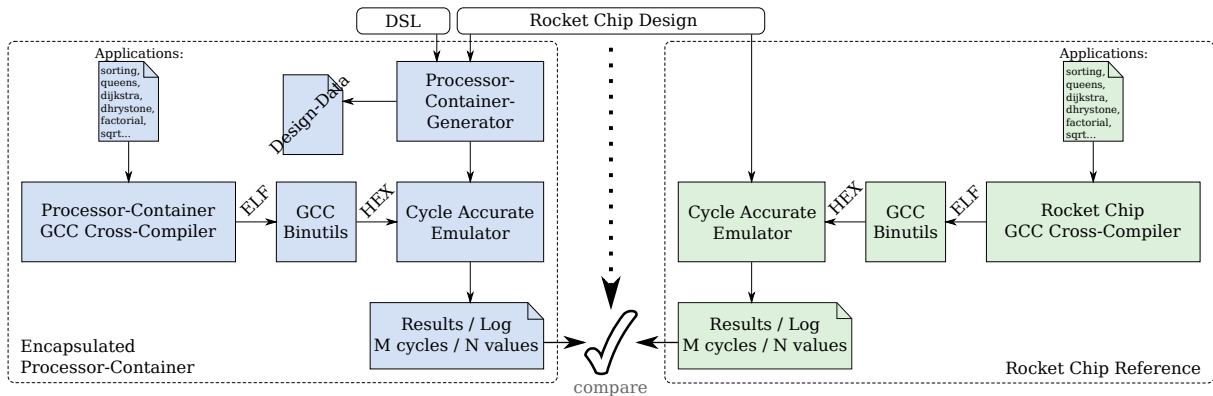 DSL
Rocket Chip Design
Applications:
sorting,
queens,
dijkstra,
dhrystone,
factorial,
sqrt...
Design-Data
Processor-
Container-
Generator
Applications:
sorting,
queens,
dijkstra,
dhrystone,
factorial,
sqrt...
Processor-Container
GCC Cross-Compiler
ELF
GCC
Binutils
HEX
Cycle Accurate
Emulator
Cycle Accurate
Emulator
HEX
GCC
Binutils
ELF
Rocket Chip
GCC Cross-Compiler
Results / Log
M cycles / N values
Results / Log
M cycles / N values
Encapsulated
Processor-Container
compare
Rocket Chip Reference